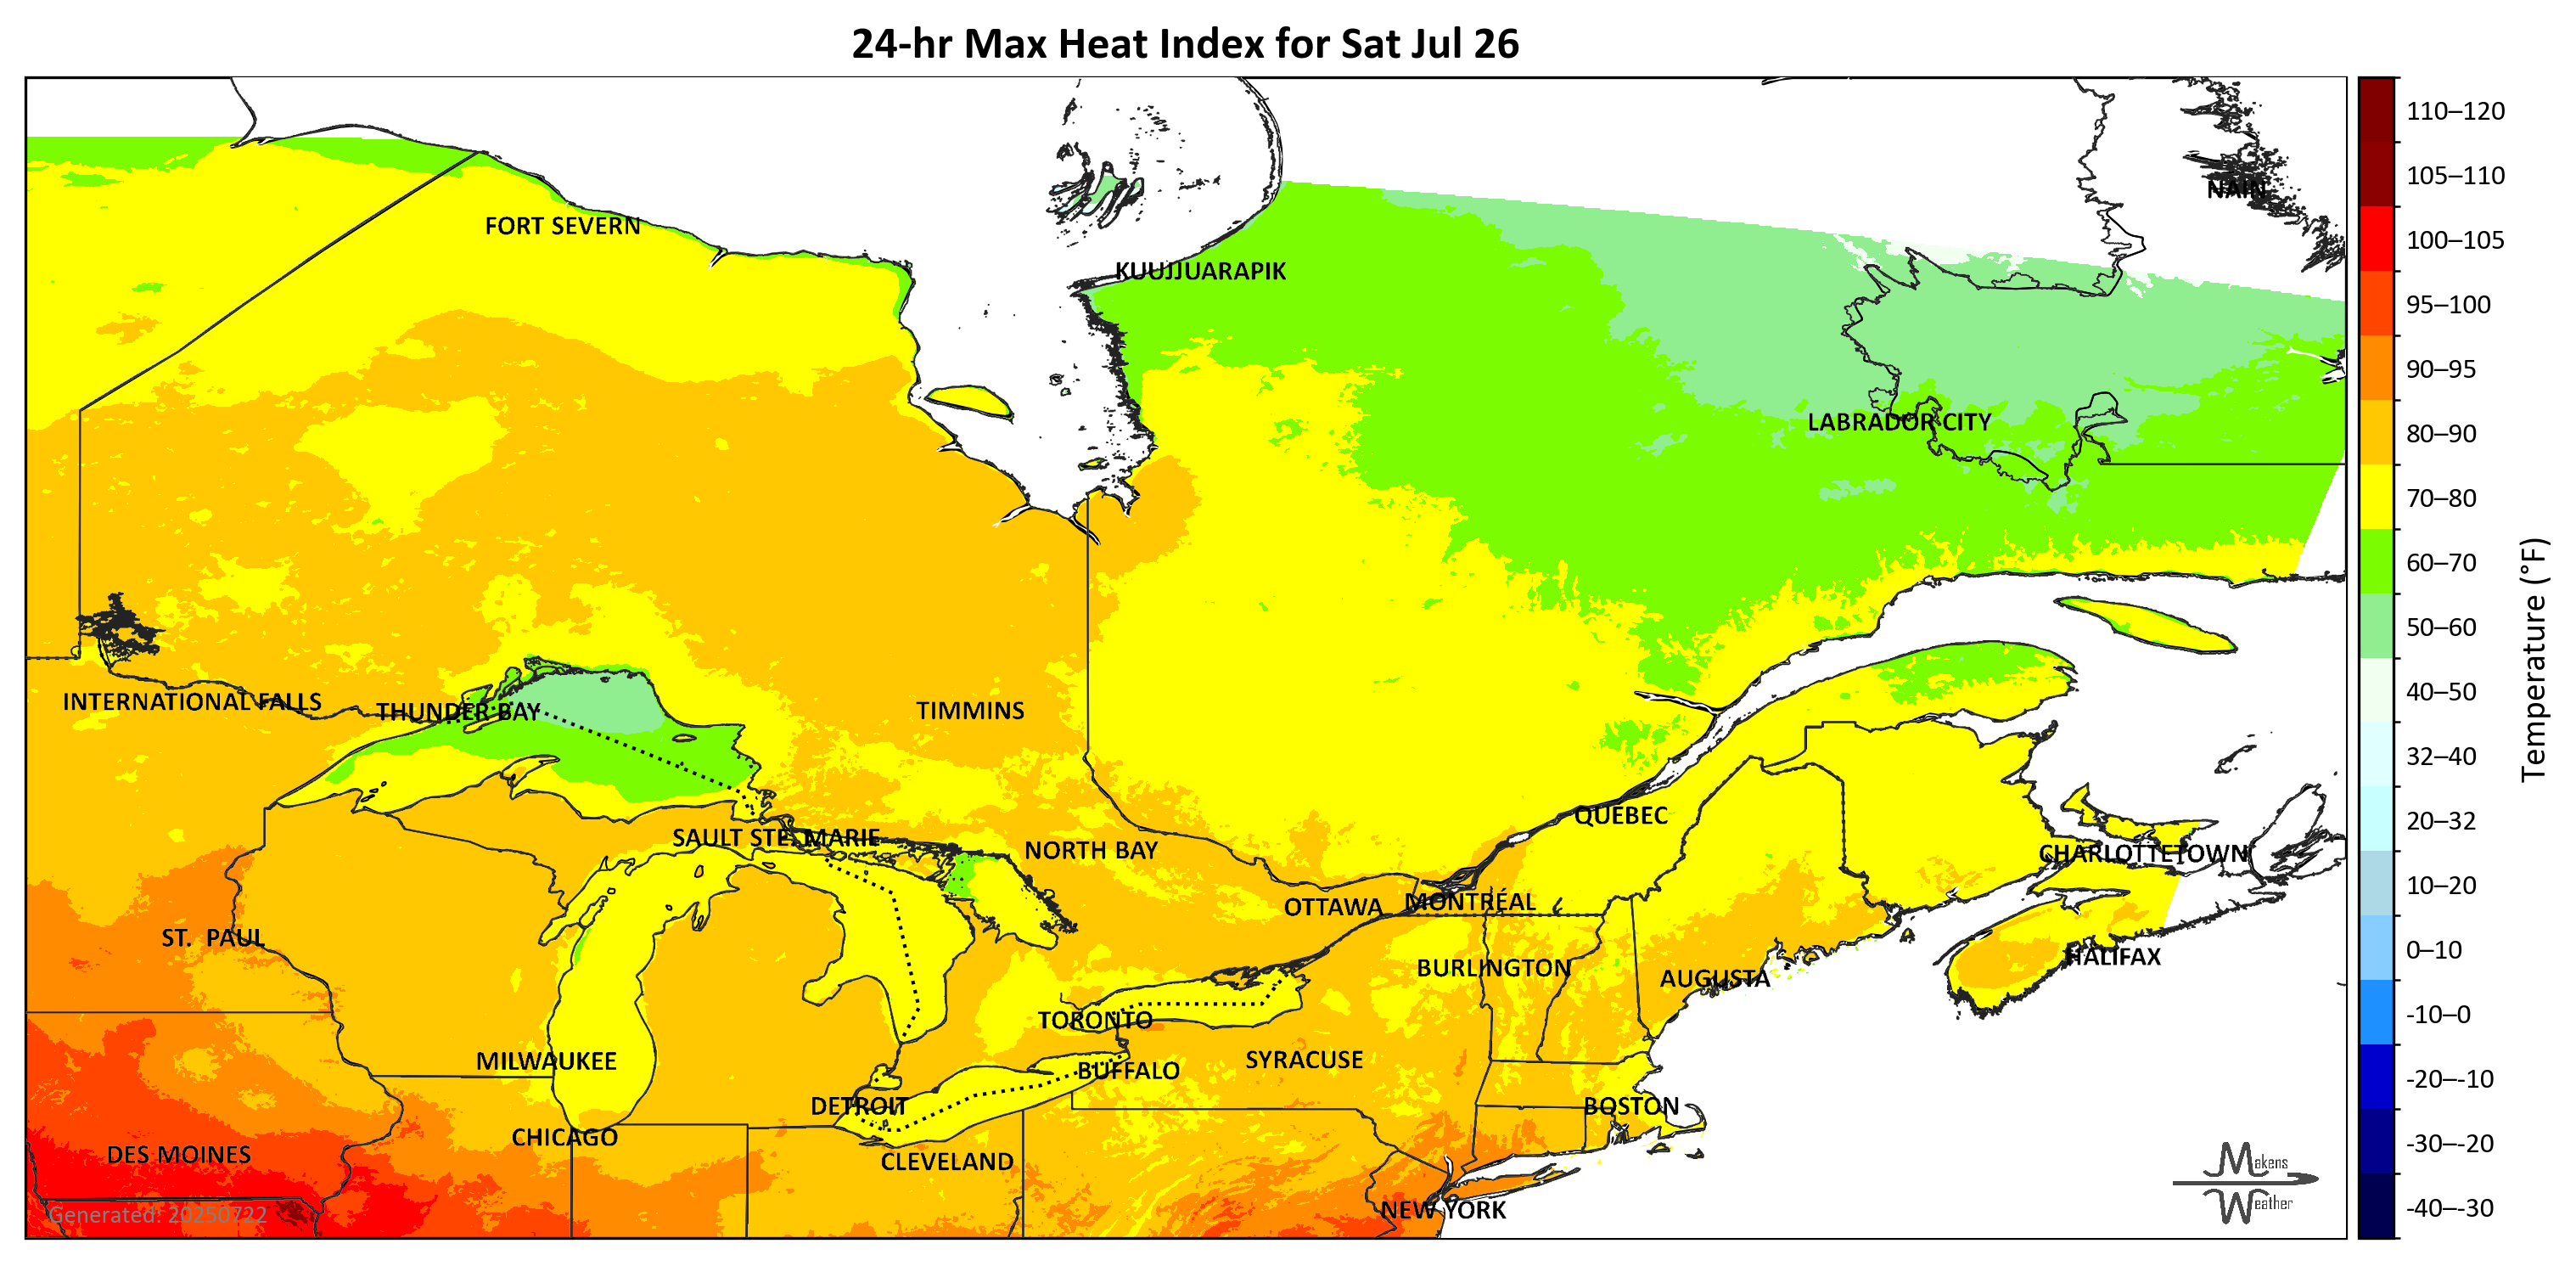 24-hr Max Heat Index for Sat Jul 26
110–120
105–110
NAIN
FORT SEVERN
100–105
KUUJJUARAPIK
95–100
90–95
LABRADOR CITY
80–90
70–80
60–70
Temperature (°F)
50–60
40–50
INTERNATIONAL FALLS
THUNDER BAY
TIMMINS
32–40
QUÉBEC
20–32
SAULT STE. MARIE
NORTH BAY
CHARLOTTETOWN
10–20
MONTRÉAL
OTTAWA
ST. PAUL
0–10
HALIFAX
BURLINGTON
AUGUSTA
-10–0
TORONTO
MILWAUKEE
SYRACUSE
BUFFALO
-20–-10
DETROIT
BOSTON
CHICAGO
-30–-20
DES MOINES
CLEVELAND
Makens
Weather
NEW YORK
-40–-30
Generated: 20250722